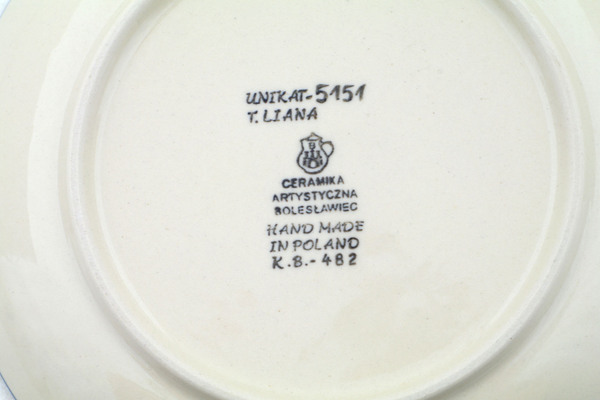 UNIKAT-5151
T. LIANA
B
CERAMIKA
ARTYSTYCZNA
BOLESŁAWIEC
HAND MADE
IN POLAND
K.B.-482